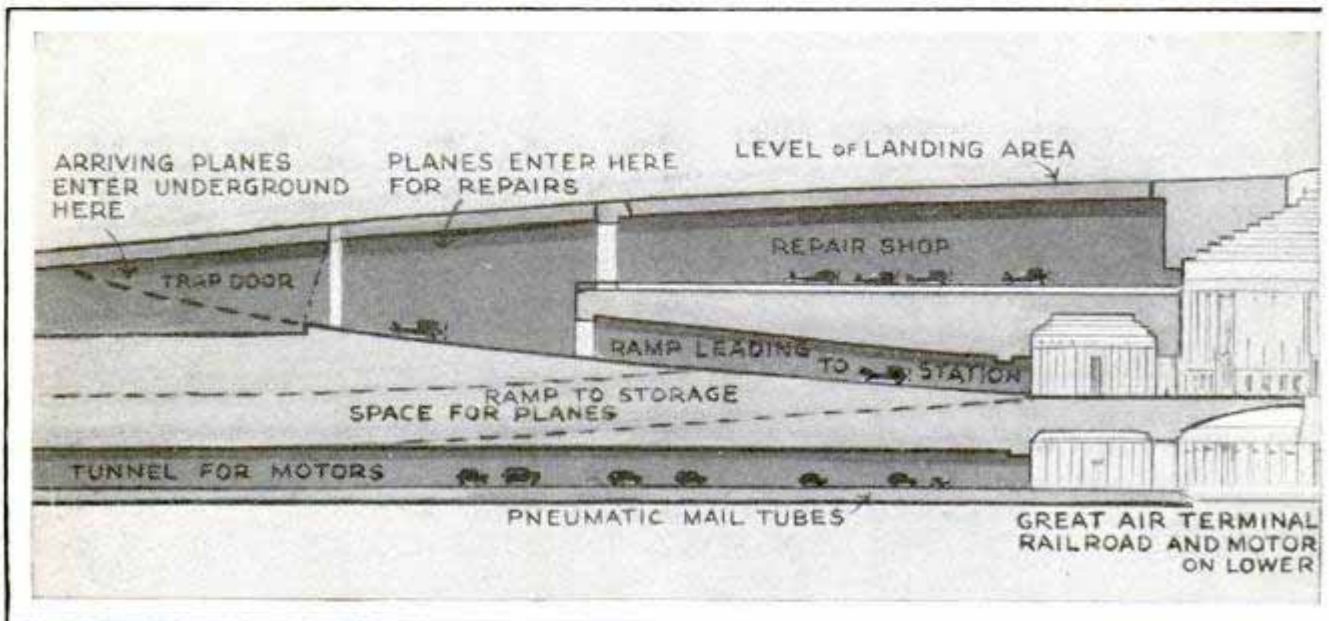 ARRIVING PLANES
ENTER UNDERGROUND
HERE
PLANES ENTER HERE
FOR REPAIRS
LEVEL OF LANDING AREA
TRAP DOOR
REPAIR SHOP
RAMP LEADING
TO STATION
RAMP TO STORAGE
SPACE FOR PLANES
TUNNEL FOR MOTORS
PNEUMATIC MAIL TUBES
GREAT AIR TERMINAL
RAILROAD AND MOTOR
ON LOWER